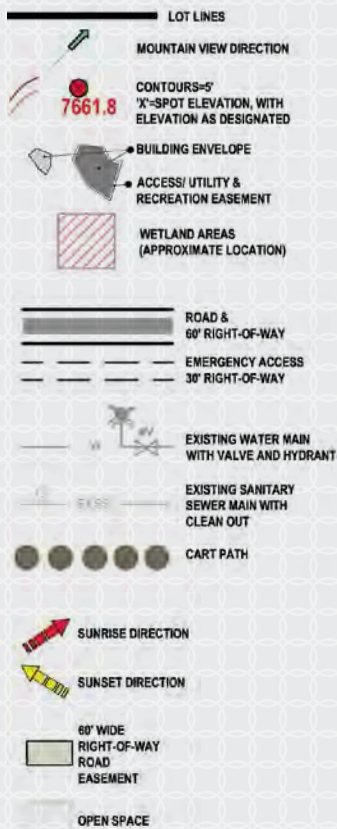 LOT LINES
MOUNTAIN VIEW DIRECTION
CONTOURS=5'
'X'=SPOT ELEVATION, WITH
ELEVATION AS DESIGNATED
7661.8
BUILDING ENVELOPE
ACCESS/ UTILITY &
RECREATION EASEMENT
WETLAND AREAS
(APPROXIMATE LOCATION)
ROAD &
60' RIGHT-OF-WAY
EMERGENCY ACCESS
30' RIGHT-OF-WAY
W
EXISTING WATER MAIN
WITH VALVE AND HYDRANT
EXISTING SANITARY
SEWER MAIN WITH
CLEAN OUT
CART PATH
SUNRISE DIRECTION
SUNSET DIRECTION
60' WIDE
RIGHT-OF-WAY
ROAD
EASEMENT
OPEN SPACE